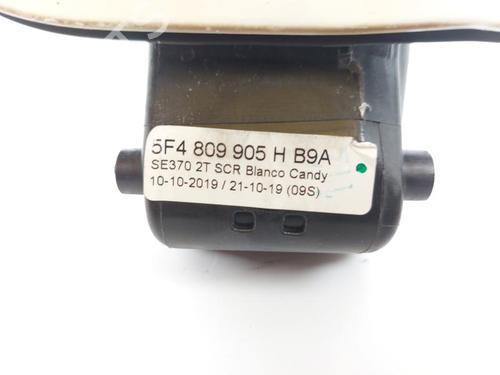 5F4 809 905 H B9A
SE370 2T SCR Blanco Candy
10-10-2019 / 21-10-19 (09S)